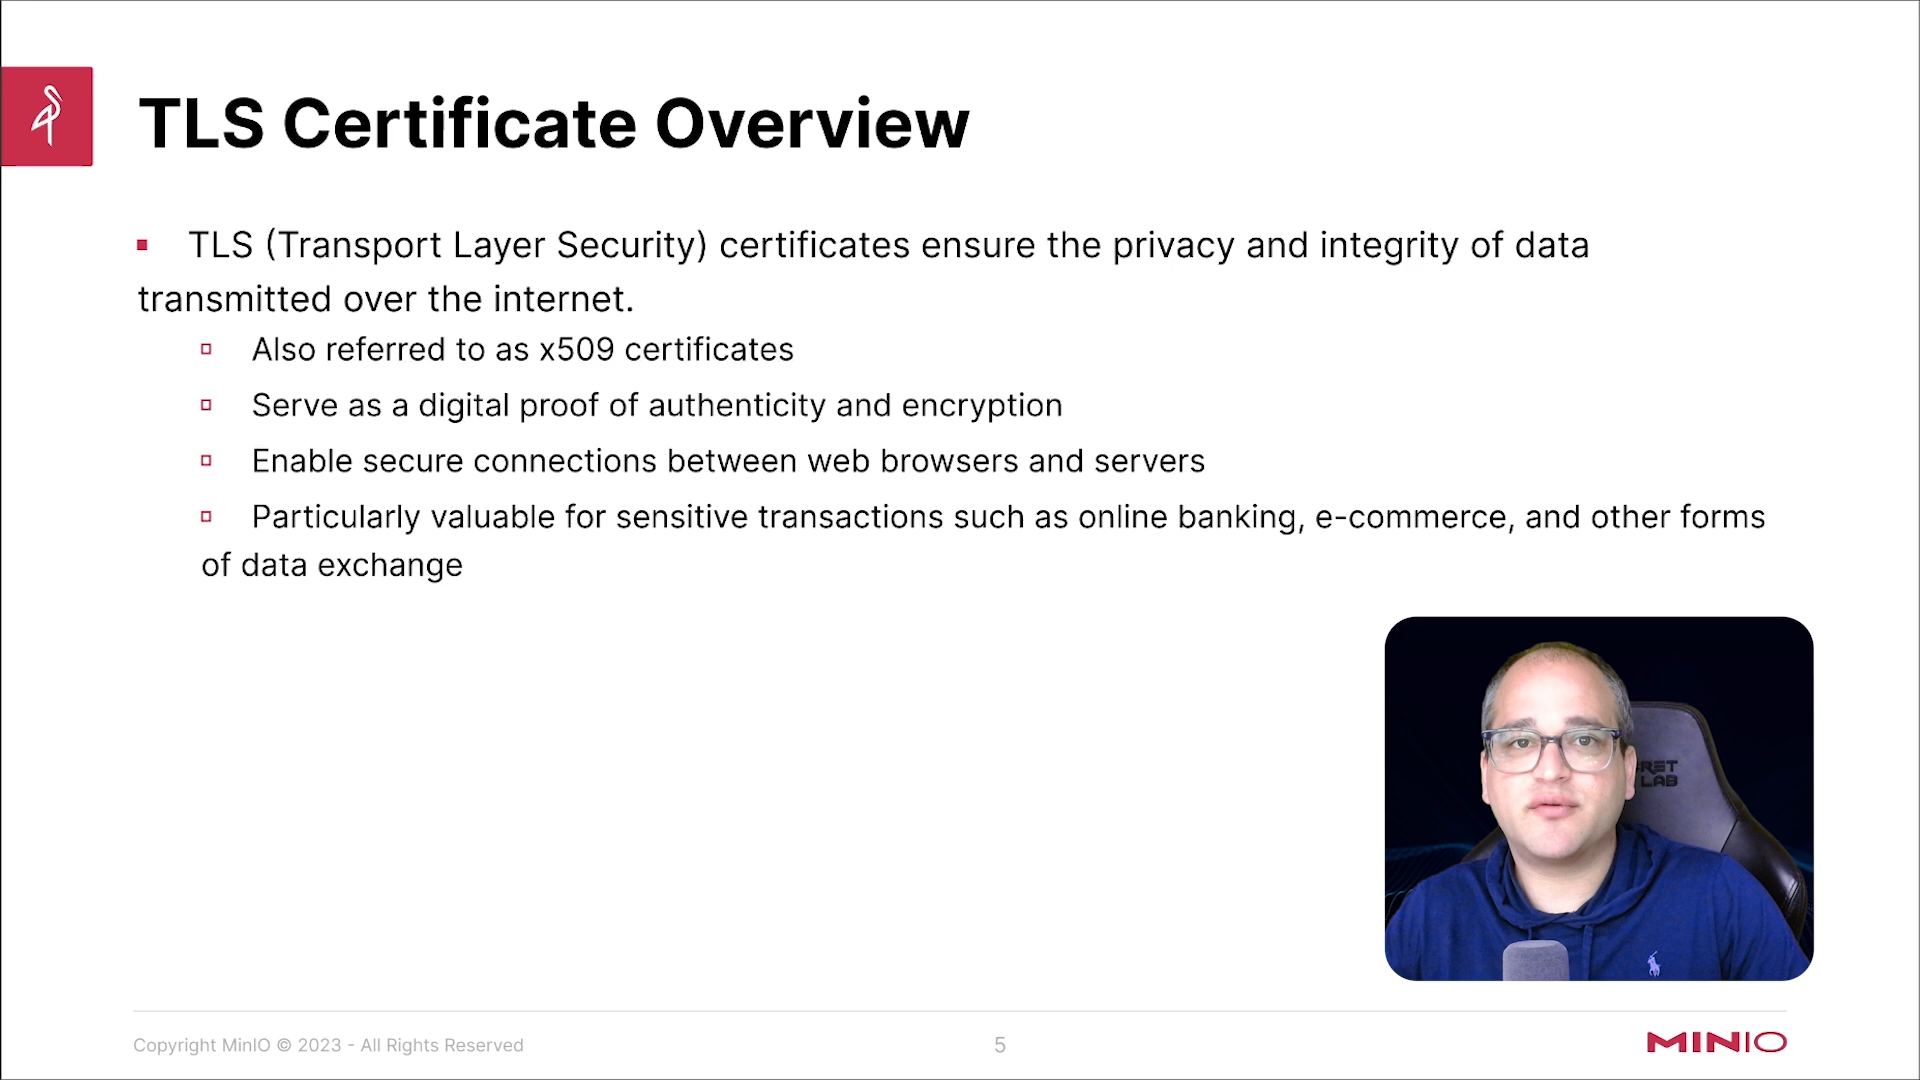 TLS Certificate Overview
TLS (Transport Layer Security) certificates ensure the privacy and integrity of data
transmitted over the internet.
Also referred to as x509 certificates
Serve as a digital proof of authenticity and encryption
Enable secure connections between web browsers and servers
Particularly valuable for sensitive transactions such as online banking, e-commerce, and other forms
of data exchange
RET
LAB
Copyright MinIO © 2023 - All Rights Reserved
5
MINIO